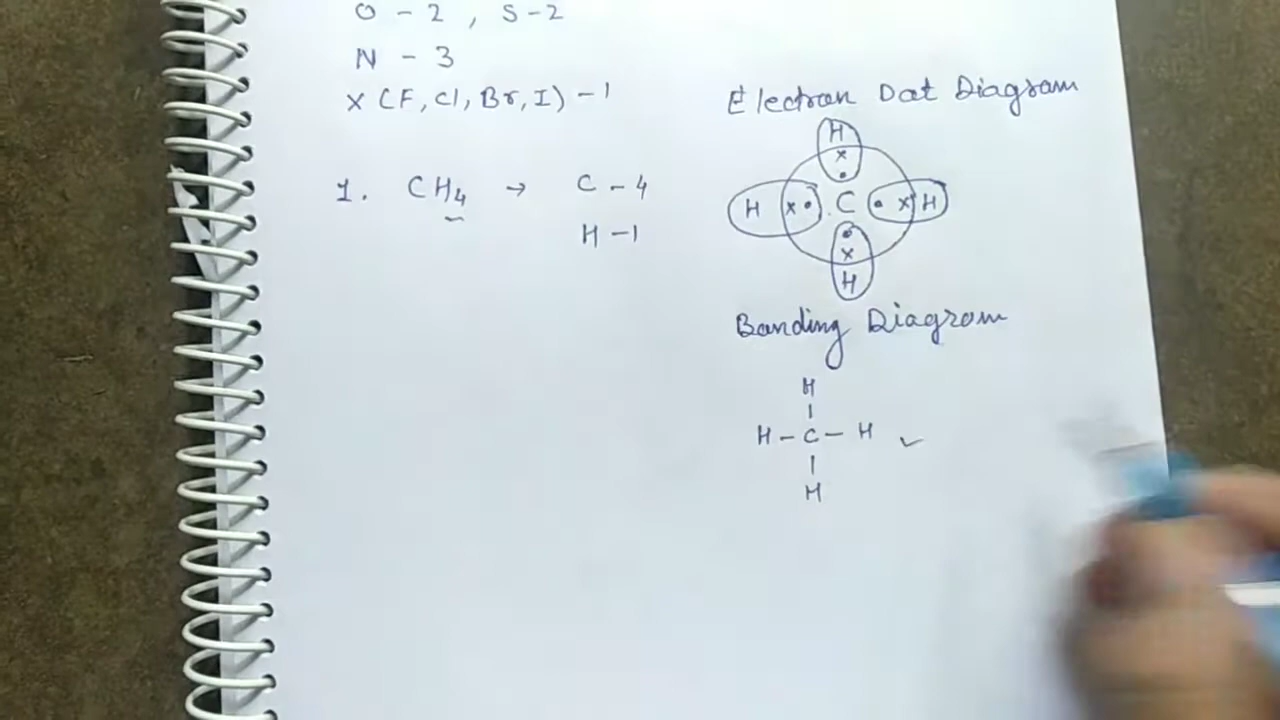 O - 2 , S - 2
N - 3
X (F, Cl, Br, I) - 1
Electron Dot Diagram
1. CH4 → C - 4
H - 1
H
x
•
H x • C • x H
•
x
H
Bonding Diagram
H
|
H - C - H ✓
|
H